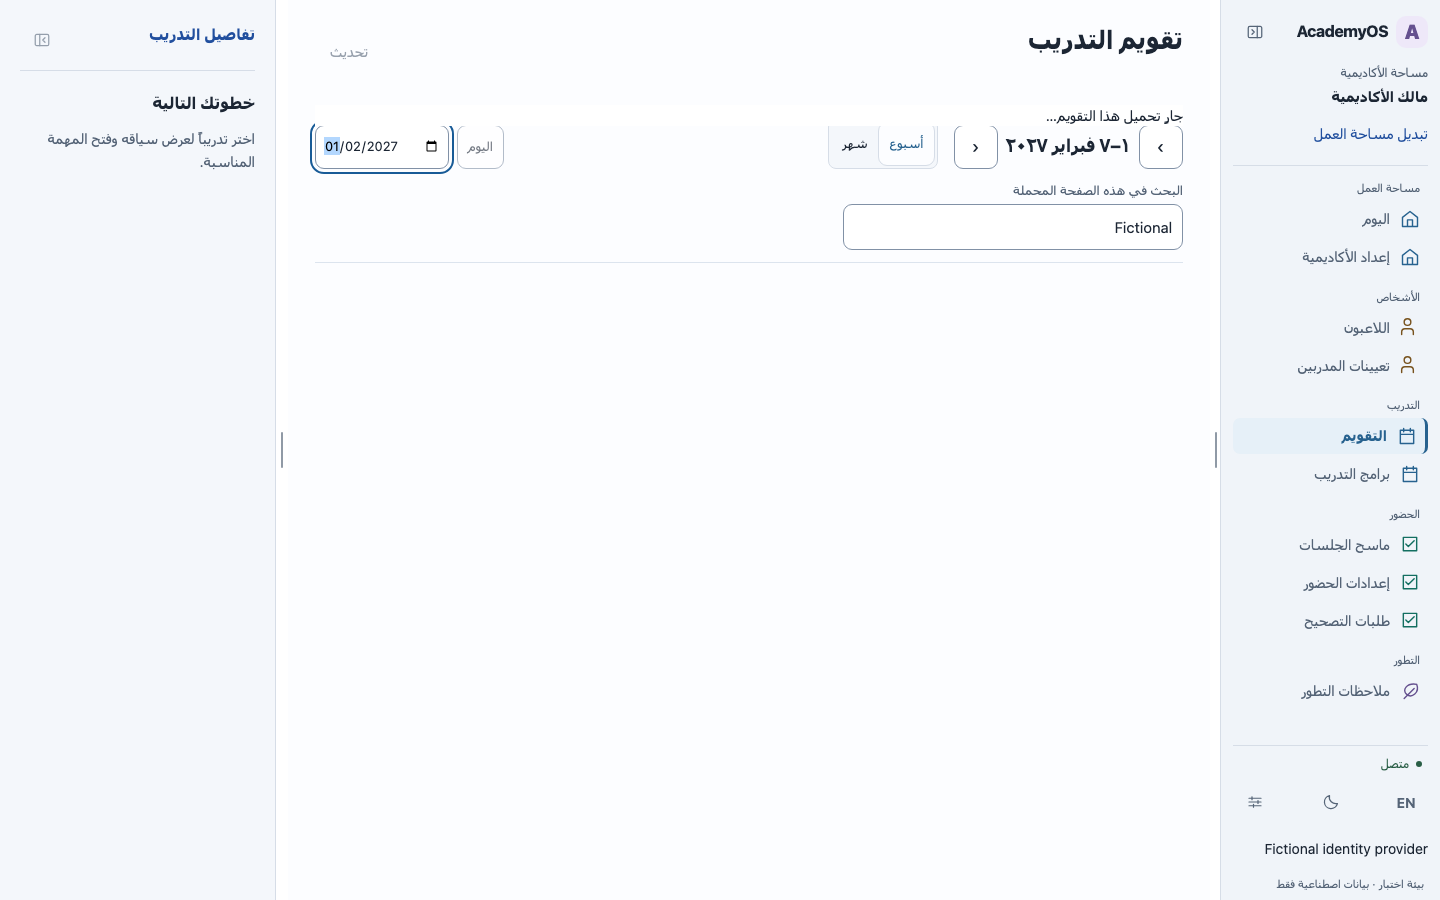 A AcademyOS
مساحة الأكاديمية
مالك الأكاديمية
تبديل مساحة العمل
مساحة العمل
اليوم
إعداد الأكاديمية
الأشخاص
اللاعبون
تعيينات المدربين
التدريب
التقويم
برامج التدريب
الحضور
ماسح الجلسات
إعدادات الحضور
طلبات التصحيح
التطور
ملاحظات التطور
متصل
EN
Fictional identity provider
بيئة اختبار · بيانات اصطناعية فقط
تقويم التدريب
تحديث
جار تحميل هذا التقويم...
١–٧ فبراير ٢٠٢٧
أسبوع
شهر
اليوم
01/02/2027
البحث في هذه الصفحة المحملة
Fictional
تفاصيل التدريب
خطوتك التالية
اختر تدريباً لعرض سياقه وفتح المهمة
المناسبة.